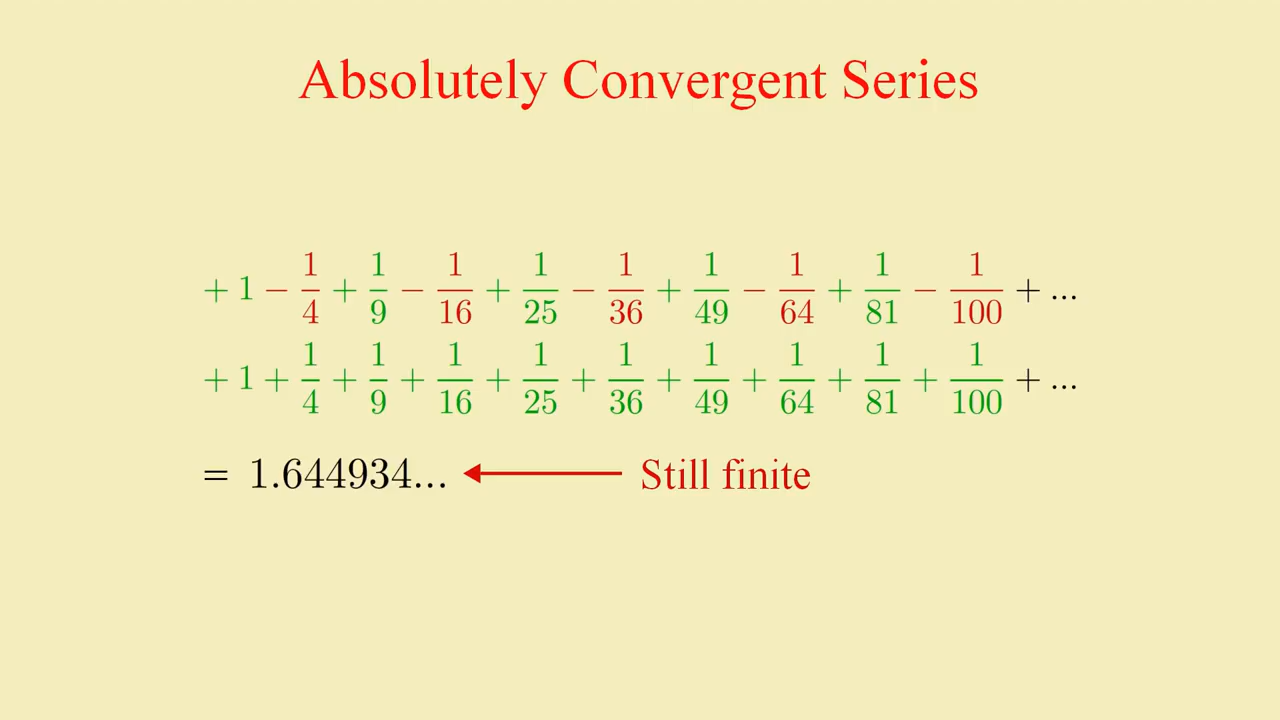 Absolutely Convergent Series
+ 1 − 1/4 + 1/9 − 1/16 + 1/25 − 1/36 + 1/49 − 1/64 + 1/81 − 1/100 + ...
+ 1 + 1/4 + 1/9 + 1/16 + 1/25 + 1/36 + 1/49 + 1/64 + 1/81 + 1/100 + ...
= 1.644934... Still finite